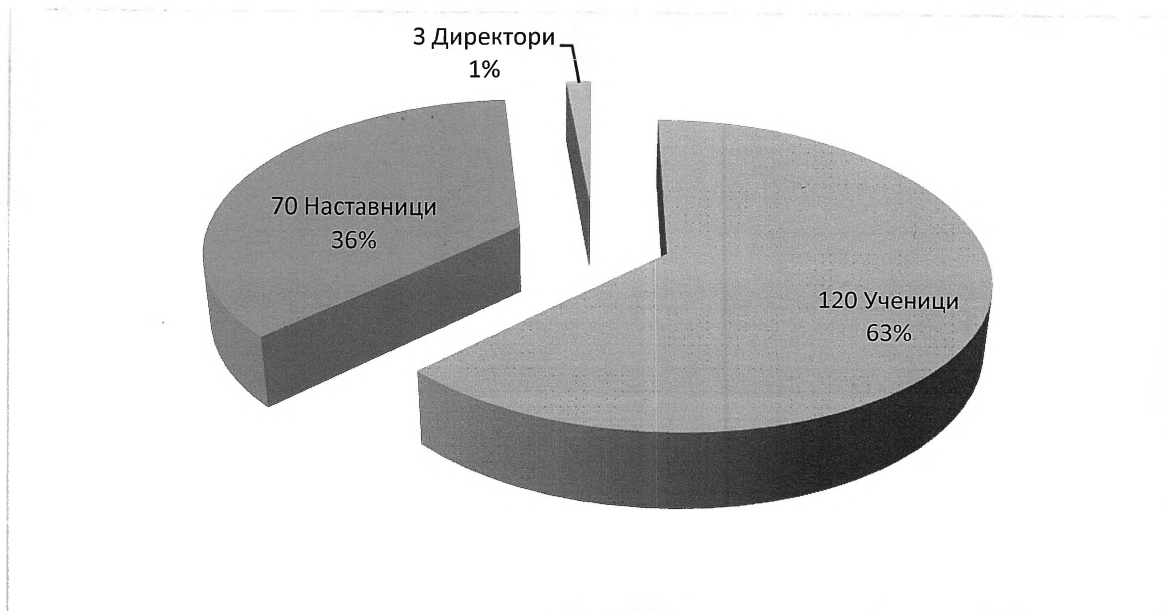 3 Директори
1%
70 Наставници
36%
120 Ученици
63%